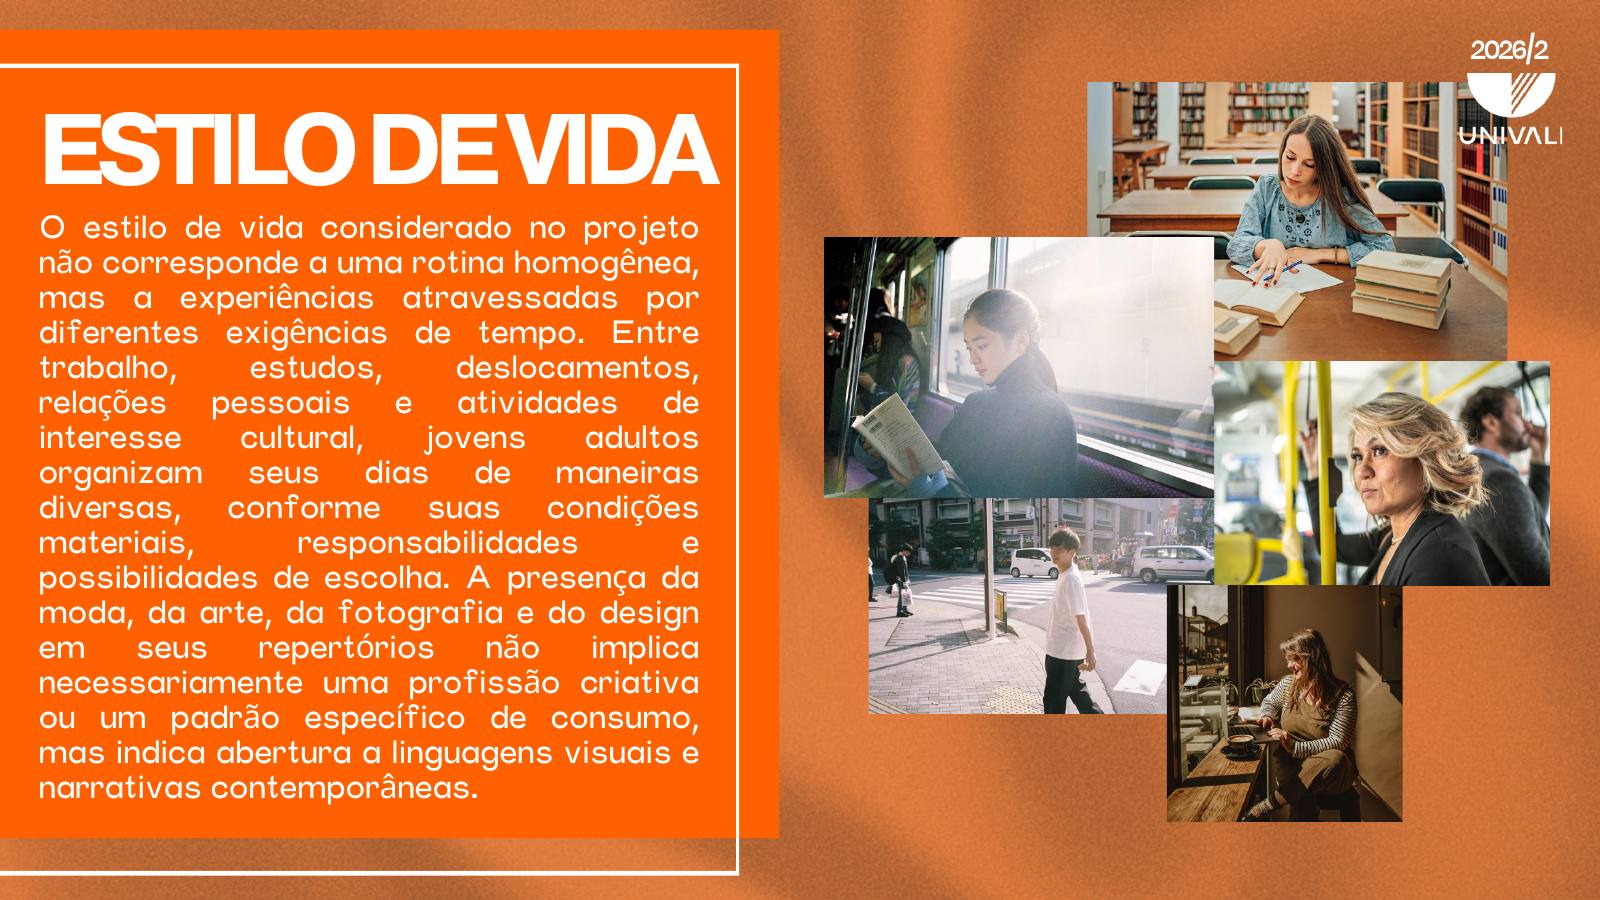 2026/2
UNIVALI
ESTILO DE VIDA
O estilo de vida considerado no projeto
não corresponde a uma rotina homogênea,
mas a experiências atravessadas por
diferentes exigências de tempo. Entre
trabalho, estudos, deslocamentos,
relações pessoais e atividades de
interesse cultural, jovens adultos
organizam seus dias de maneiras
diversas, conforme suas condições
materiais, responsabilidades e
possibilidades de escolha. A presença da
moda, da arte, da fotografia e do design
em seus repertórios não implica
necessariamente uma profissão criativa
ou um padrão específico de consumo,
mas indica abertura a linguagens visuais e
narrativas contemporâneas.